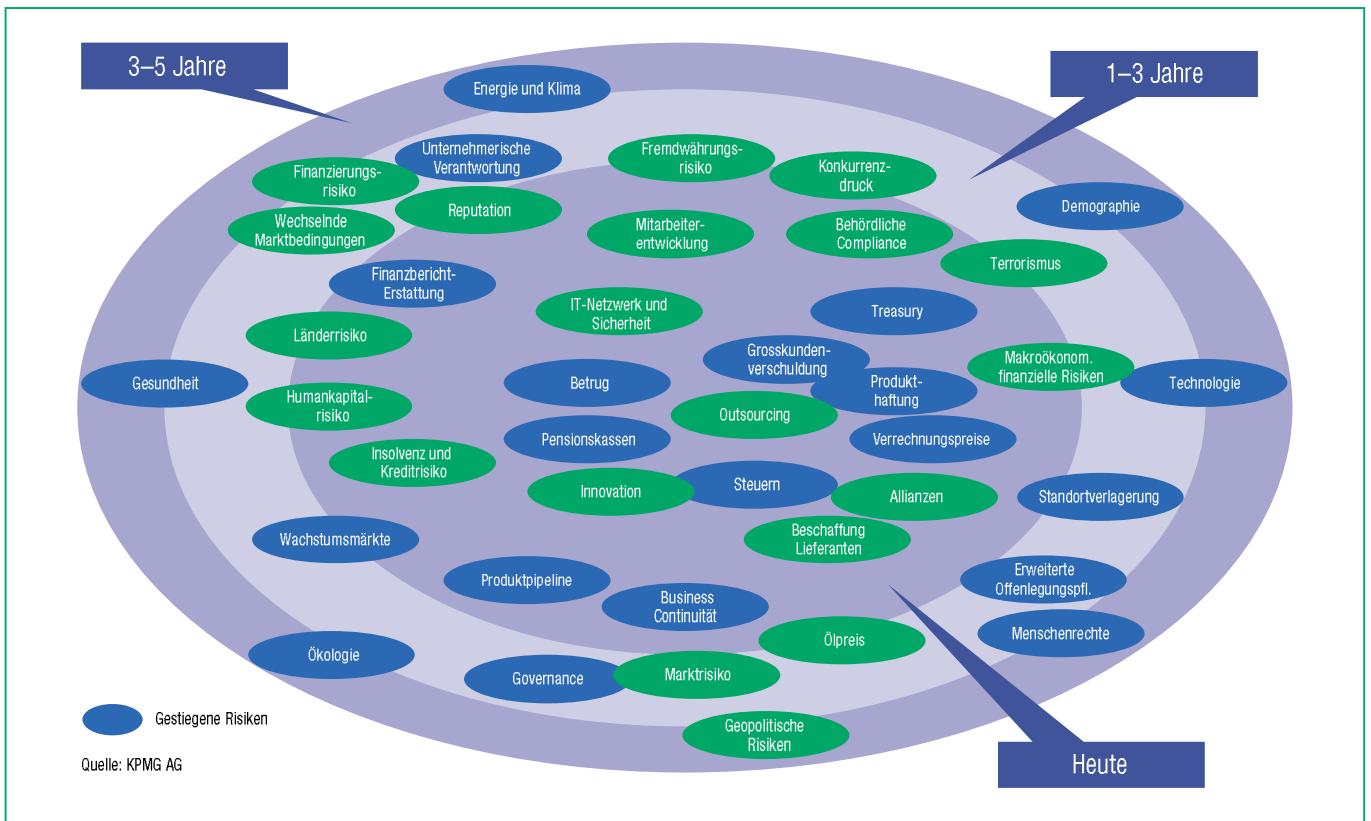 3–5 Jahre
1–3 Jahre
Energie und Klima
Unternehmerische
Verantwortung
Fremdwährungs-
risiko
Konkurrenz-
druck
Finanzierungs-
risiko
Reputation
Demographie
Wechselnde
Marktbedingungen
Mitarbeiter-
entwicklung
Behördliche
Compliance
Terrorismus
Finanzbericht-
Erstattung
IT-Netzwerk und
Sicherheit
Treasury
Länderrisiko
Grosskunden-
verschuldung
Makroökonom.
finanzielle Risiken
Gesundheit
Betrug
Produkt-
haftung
Technologie
Humankapital-
risiko
Outsourcing
Pensionskassen
Verrechnungspreise
Insolvenz und
Kreditrisiko
Innovation
Steuern
Allianzen
Standortverlagerung
Wachstumsmärkte
Beschaffung
Lieferanten
Produktpipeline
Erweiterte
Offenlegungspfl.
Business
Continuität
Menschenrechte
Ölpreis
Ökologie
Governance
Marktrisiko
Geopolitische
Risiken
Gestiegene Risiken
Quelle: KPMG AG
Heute